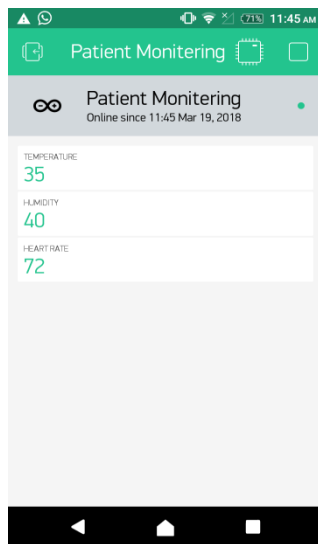 71% 11:45 AM
Patient Monitering
Patient Monitering
Online since 11:45 Mar 19, 2018
TEMPERATURE
35
HUMIDITY
40
HEART RATE
72